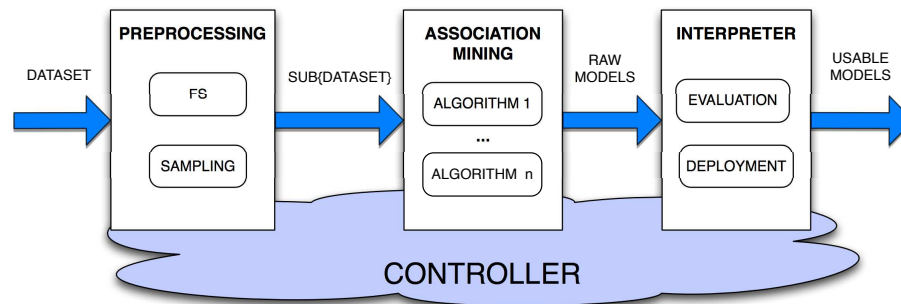 DATASET
PREPROCESSING
FS
SAMPLING
SUB{DATASET}
ASSOCIATION
MINING
ALGORITHM 1
...
ALGORITHM n
RAW
MODELS
INTERPRETER
EVALUATION
DEPLOYMENT
USABLE
MODELS
CONTROLLER